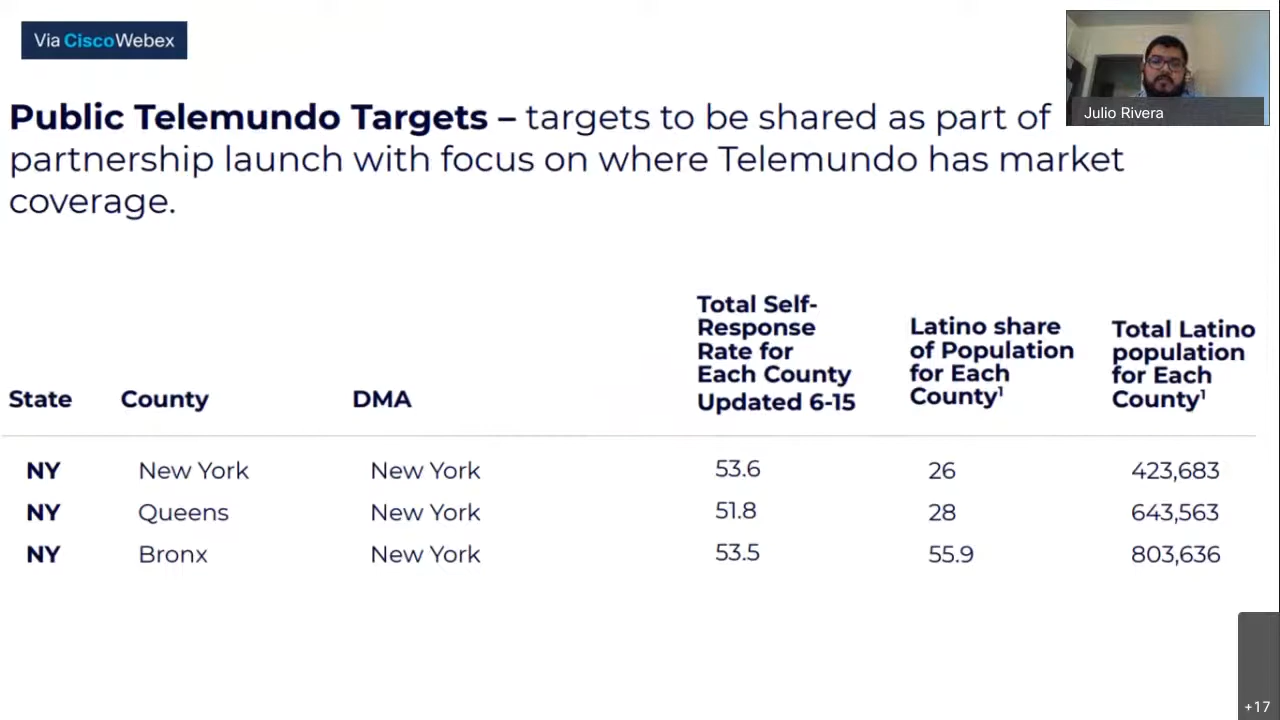 Via CiscoWebex
Julio Rivera
Public Telemundo Targets – targets to be shared as part of
partnership launch with focus on where Telemundo has market
coverage.
State County DMA Total Self-Response Rate for Each County Updated 6-15 Latino share of Population for Each County¹ Total Latino population for Each County¹
NY New York New York 53.6 26 423,683
NY Queens New York 51.8 28 643,563
NY Bronx New York 53.5 55.9 803,636
+17